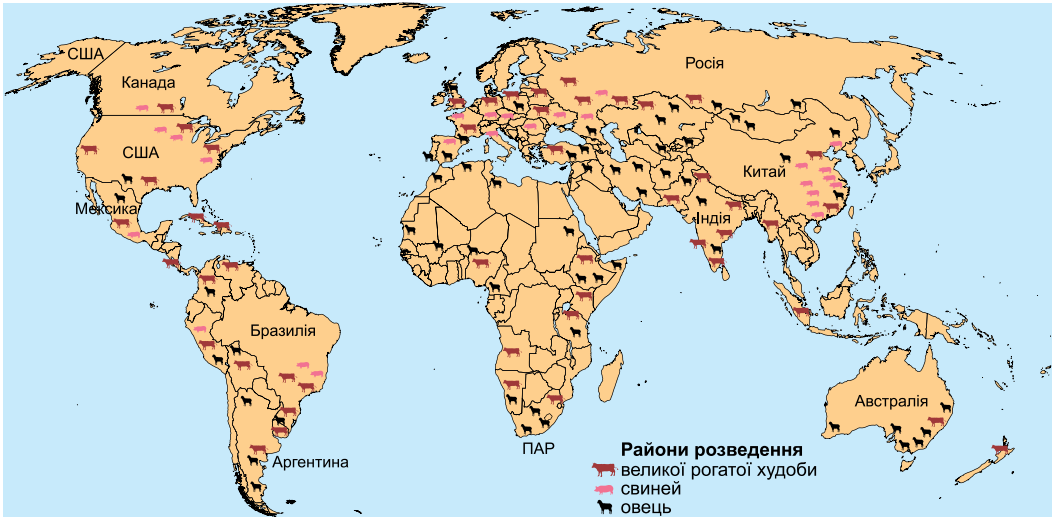 США
Канада
Росія
США
Китай
Мексика
Індія
Бразилія
Австралія
ПАР
Аргентина
Райони розведення
великої рогатої худоби
свиней
овець